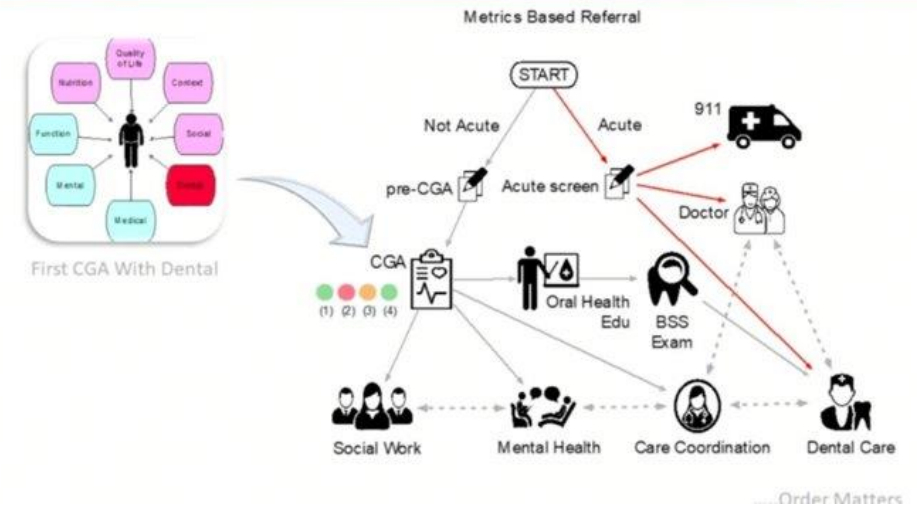 Metrics Based Referral
Quality
of Life
Nutrition
Context
Function
Social
Mental
Dental
Medical
First CGA With Dental
START
Not Acute
Acute
911
pre-CGA
Acute screen
Doctor
CGA
(1)
(2)
(3)
(4)
Oral Health
Edu
BSS
Exam
Social Work
Mental Health
Care Coordination
Dental Care
Order Matters